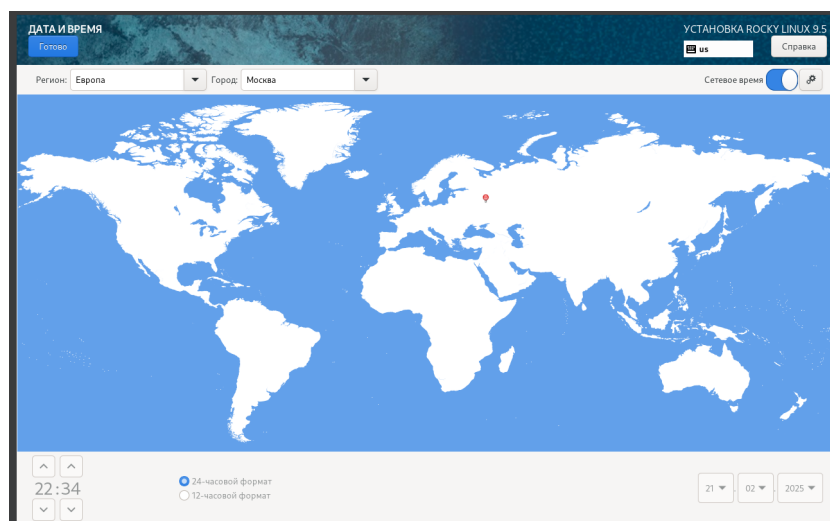 ДАТА И ВРЕМЯ
Готово
УСТАНОВКА ROCKY LINUX 9.5
us
Справка
Регион: Европа Город: Москва Сетевое время
22:34
24-часовой формат
12-часовой формат
21 . 02 . 2025